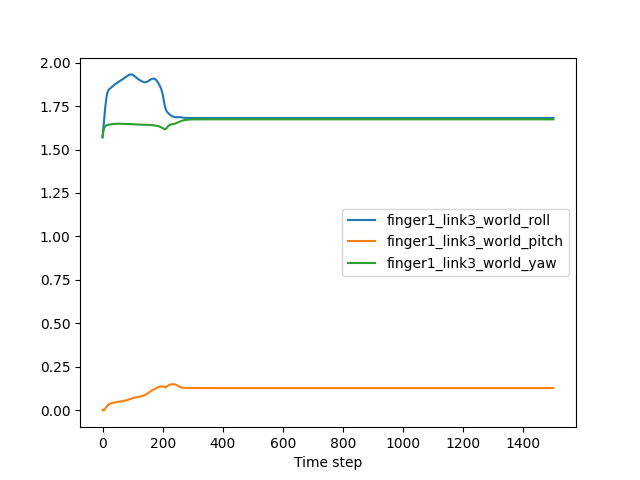 2.00
1.75
1.50
1.25
1.00
0.75
0.50
0.25
0.00
finger1_link3_world_roll
finger1_link3_world_pitch
finger1_link3_world_yaw
0 200 400 600 800 1000 1200 1400
Time step